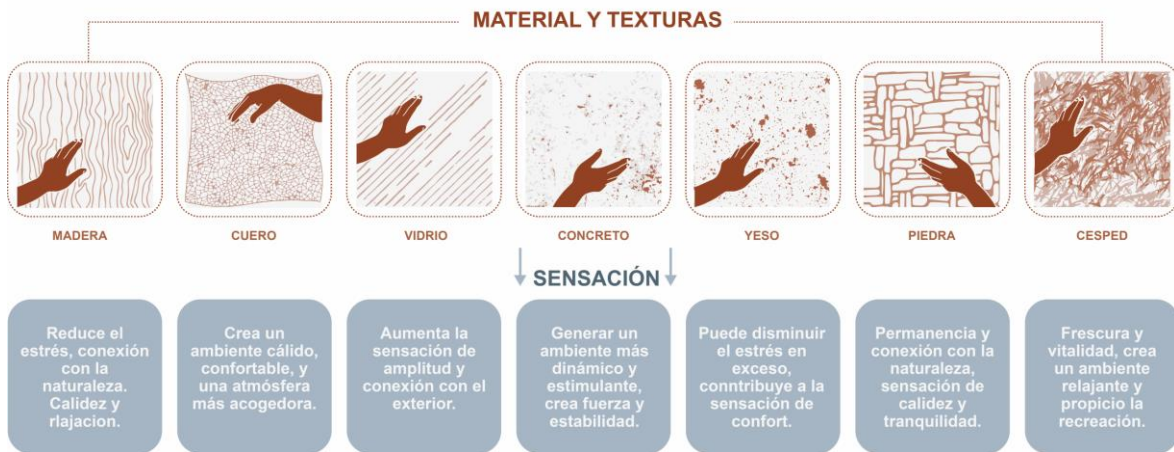 MATERIAL Y TEXTURAS
MADERA
CUERO
VIDRIO
CONCRETO
YESO
PIEDRA
CESPED
SENSACIÓN
Reduce el
estrés, conexión
con la
naturaleza.
Calidez y
rlajacion.
Crea un
ambiente cálido,
confortable, y
una atmósfera
más acogedora.
Aumenta la
sensación de
amplitud y
conexión con el
exterior.
Generar un
ambiente más
dinámico y
estimulante,
crea fuerza y
estabilidad.
Puede disminuir
el estrés en
exceso,
conntribuye a la
sensación de
confort.
Permanencia y
conexión con la
naturaleza,
sensación de
calidez y
tranquilidad.
Frescura y
vitalidad, crea
un ambiente
relajante y
propicio la
recreación.